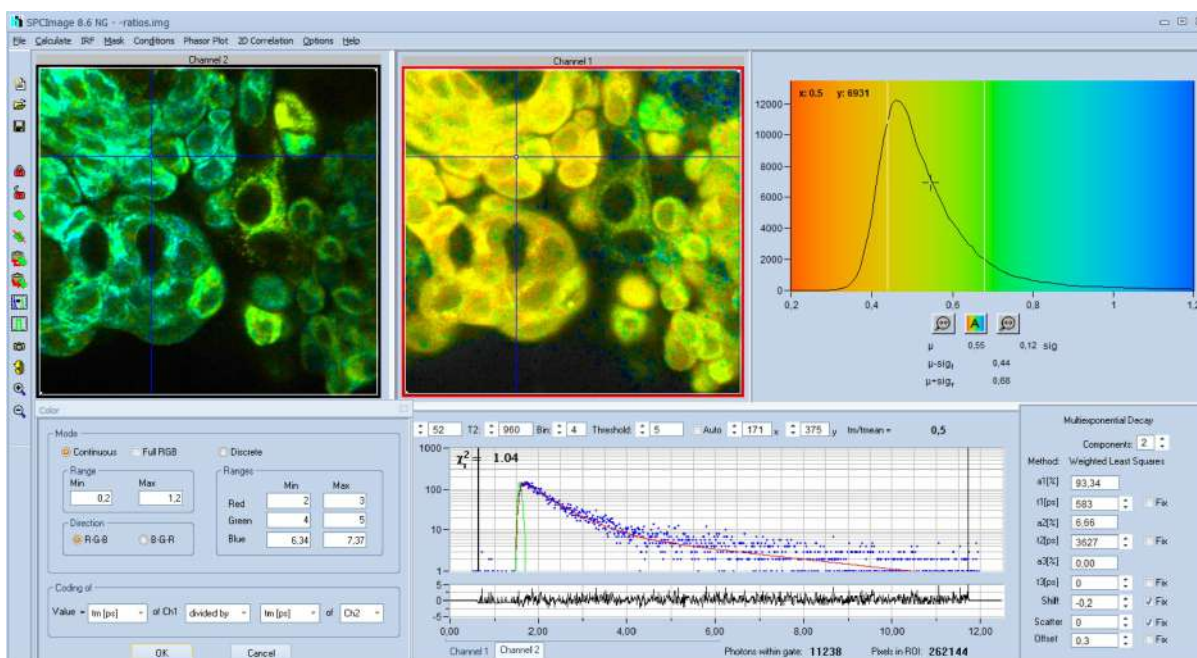 SPCImage 8.6 NG - -ratios.img
File Calculate IRF Mask Conditions Phasor Plot 2D Correlation Options Help
Channel 2
Channel 1
x: 0.5 y: 6931
12000
10000
8000
6000
4000
2000
0
0,2 0,4 0,6 0,8 1 1,2
A
μ 0,55 0,12 sig
μ-sigl 0,44
μ+sigr 0,68
Color
Mode
Continuous Full RGB Discrete
Range
Min Max
0,2 1,2
Direction
R-G-B B-G-R
Ranges
Min Max
Red 2 3
Green 4 5
Blue 6.34 7.37
Coding of
Value = tm [ps] of Ch1 divided by tm [ps] of Ch2
OK Cancel
52 T2: 960 Bin: 4 Threshold: 5 Auto 171 x 375 y tm/tmean = 0,5
χr2 = 1.04
1000
100
10
1
5
0
-5
0,00 2,00 4,00 6,00 8,00 10,00 12,00
Channel 1 Channel 2 Photons within gate: 11238 Pixels in ROI: 262144
Multiexponential Decay
Components: 2
Method: Weighted Least Squares
a1[%] 93,34
t1[ps] 583 Fix
a2[%] 6,66
t2[ps] 3627 Fix
a3[%] 0,00
t3[ps] 0 Fix
Shift -0,2 Fix
Scatter 0 Fix
Offset 0,3 Fix